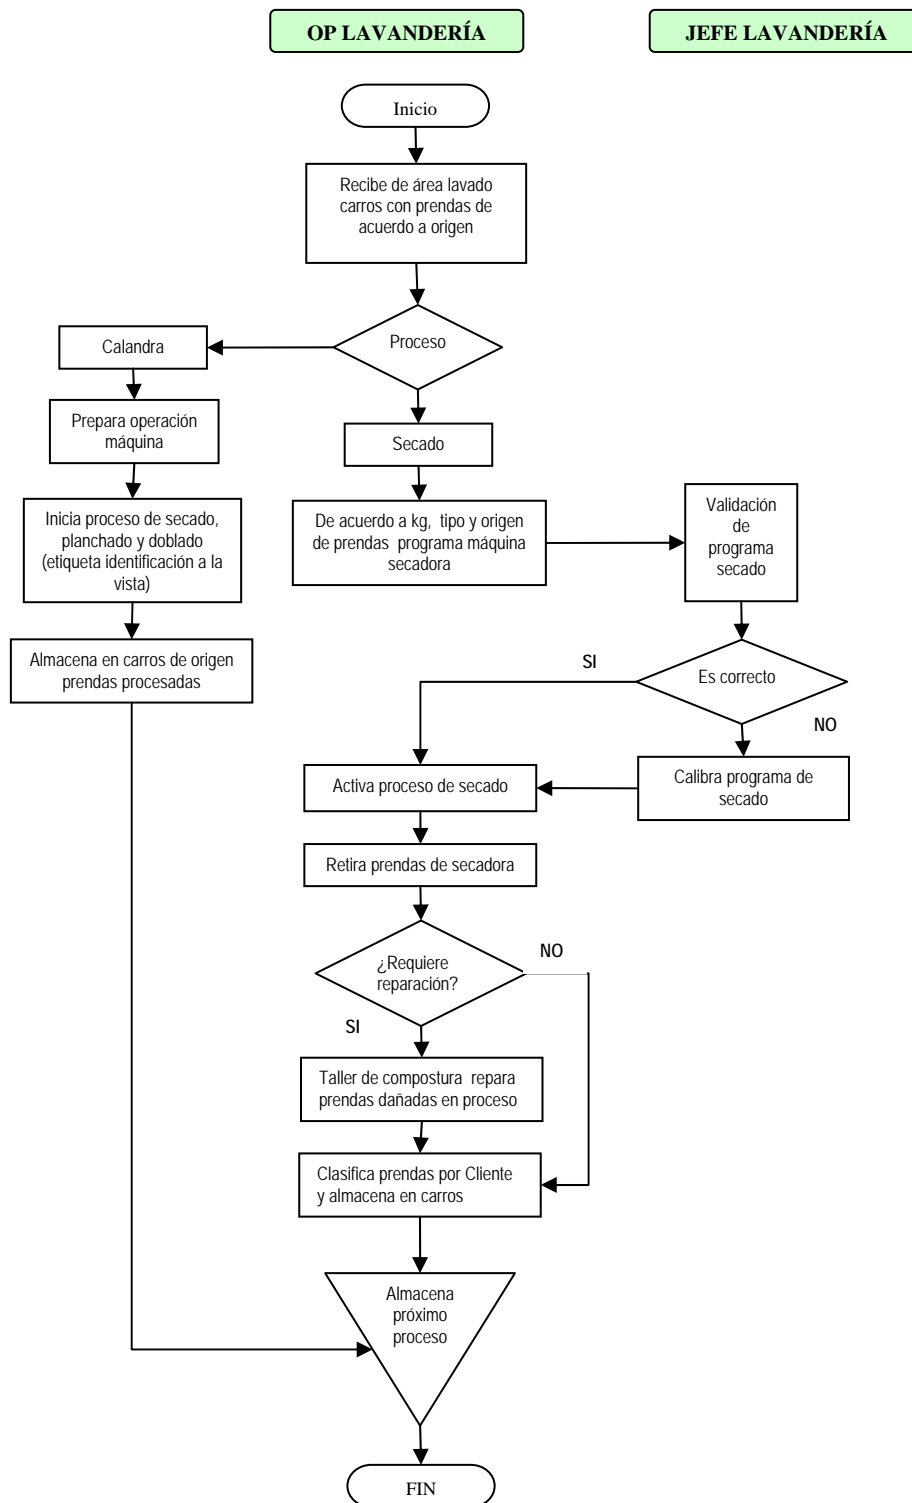 OP LAVANDERÍA
JEFE LAVANDERÍA
Inicio
Recibe de área lavado
carros con prendas de
acuerdo a origen
Proceso
Calandra
Prepara operación
máquina
Secado
Inicia proceso de secado,
planchado y doblado
(etiqueta identificación a la
vista)
De acuerdo a kg, tipo y origen
de prendas programa máquina
secadora
Validación
de
programa
secado
Almacena en carros de origen
prendas procesadas
SI
Es correcto
NO
Activa proceso de secado
Calibra programa de
secado
Retira prendas de secadora
¿Requiere
reparación?
NO
SI
Taller de compostura repara
prendas dañadas en proceso
Clasifica prendas por Cliente
y almacena en carros
Almacena
próximo
proceso
FIN